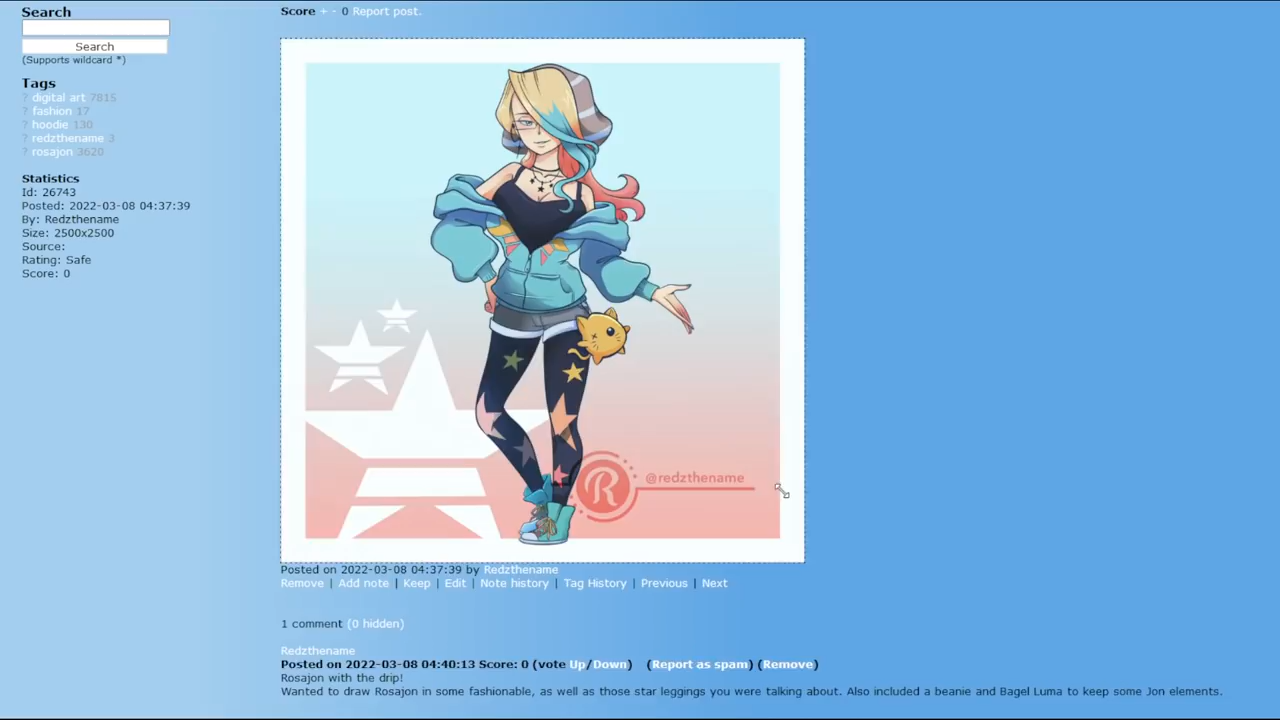 Search
Search
(Supports wildcard *)
Tags
? digital art 7815
? fashion 17
? hoodie 130
? redzthename 3
? rosajon 3620
Statistics
Id: 26743
Posted: 2022-03-08 04:37:39
By: Redzthename
Size: 2500x2500
Source:
Rating: Safe
Score: 0
Score + - 0 Report post.
R
@redzthename
Posted on 2022-03-08 04:37:39 by Redzthename
Remove | Add note | Keep | Edit | Note history | Tag History | Previous | Next
1 comment (0 hidden)
Redzthename
Posted on 2022-03-08 04:40:13 Score: 0 (vote Up/Down) (Report as spam) (Remove)
Rosajon with the drip!
Wanted to draw Rosajon in some fashionable, as well as those star leggings you were talking about. Also included a beanie and Bagel Luma to keep some Jon elements.